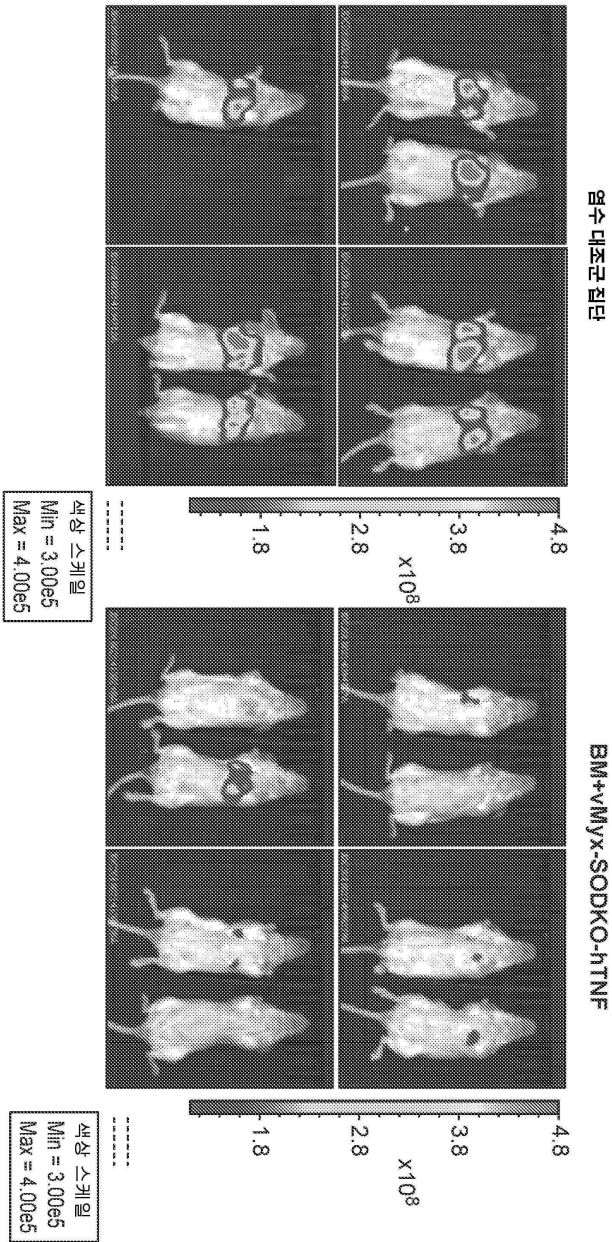 염수 대조군 집단
4.8
3.8
x10⁸
2.8
1.8
색상 스케일
Min = 3.00e5
Max = 4.00e5
BM+vMyx-SODKO-hTNF
4.8
3.8
x10⁸
2.8
1.8
색상 스케일
Min = 3.00e5
Max = 4.00e5